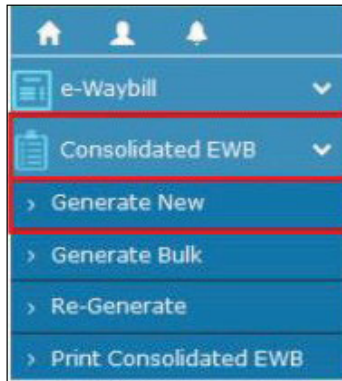 e-Waybill
Consolidated EWB
Generate New
Generate Bulk
Re-Generate
Print Consolidated EWB